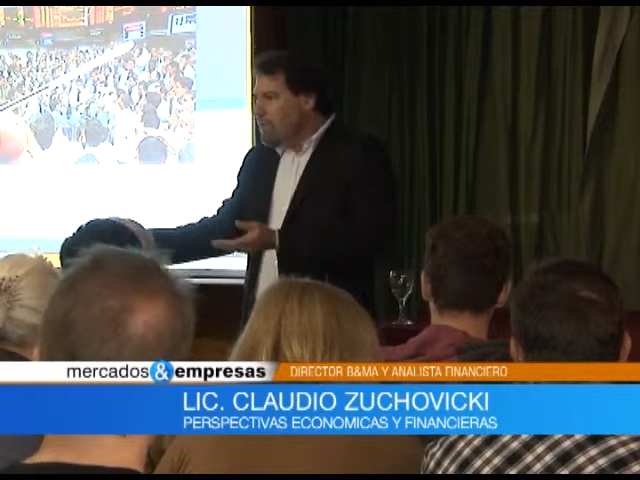 mercados&empresas
DIRECTOR B&MA Y ANALISTA FINANCIERO
LIC. CLAUDIO ZUCHOVICKI
PERSPECTIVAS ECONOMICAS Y FINANCIERAS